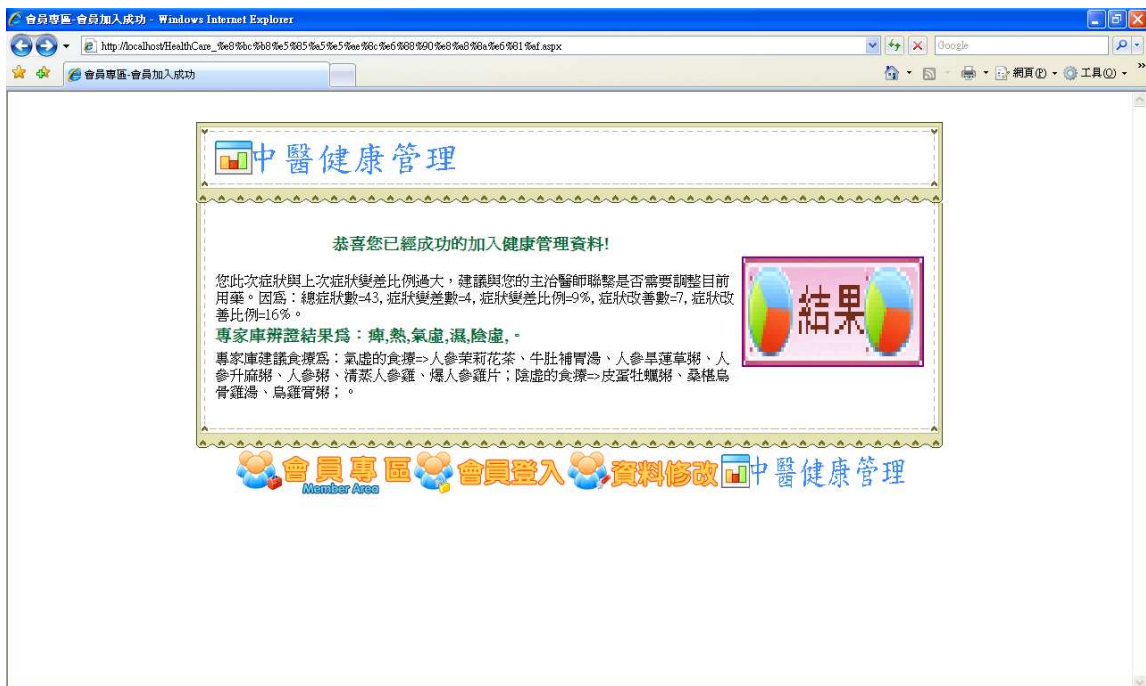 會員專區-會員加入成功 - Windows Internet Explorer
http://localhost/HealthCare_%e8%bc%b8%e5%85%a5%e5%ae%8c%e6%88%90%e8%a8%8a%e6%81%af.aspx
Google
會員專區-會員加入成功
網頁(P)
工具(O)
中醫健康管理
恭喜您已經成功的加入健康管理資料!
您此次症狀與上次症狀變差比例過大，建議與您的主治醫師聯繫是否需要調整目前
用藥。因為：總症狀數=43, 症狀變差數=4, 症狀變差比例=9%, 症狀改善數=7, 症狀改
善比例=16%。
結果
專家庫辨證結果為：痺,熱,氣虛,濕,陰虛,。
專家庫建議食療為：氣虛的食療=>人參茉莉花茶、牛肚補胃湯、人參旱蓮草粥、人
參升麻粥、人參粥、清蒸人參雞、爆人參雞片；陰虛的食療=>皮蛋牡蠣粥、桑椹烏
骨雞湯、烏雞膏粥；。
會員專區
Member Area
會員登入
資料修改
中醫健康管理